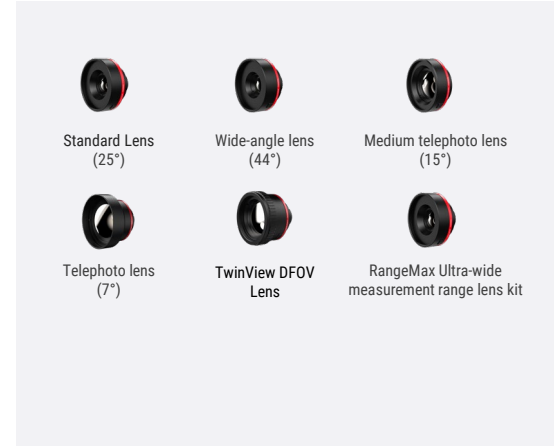 Standard Lens
(25°)
Wide-angle lens
(44°)
Medium telephoto lens
(15°)
Telephoto lens
(7°)
TwinView DFOV
Lens
RangeMax Ultra-wide
measurement range lens kit